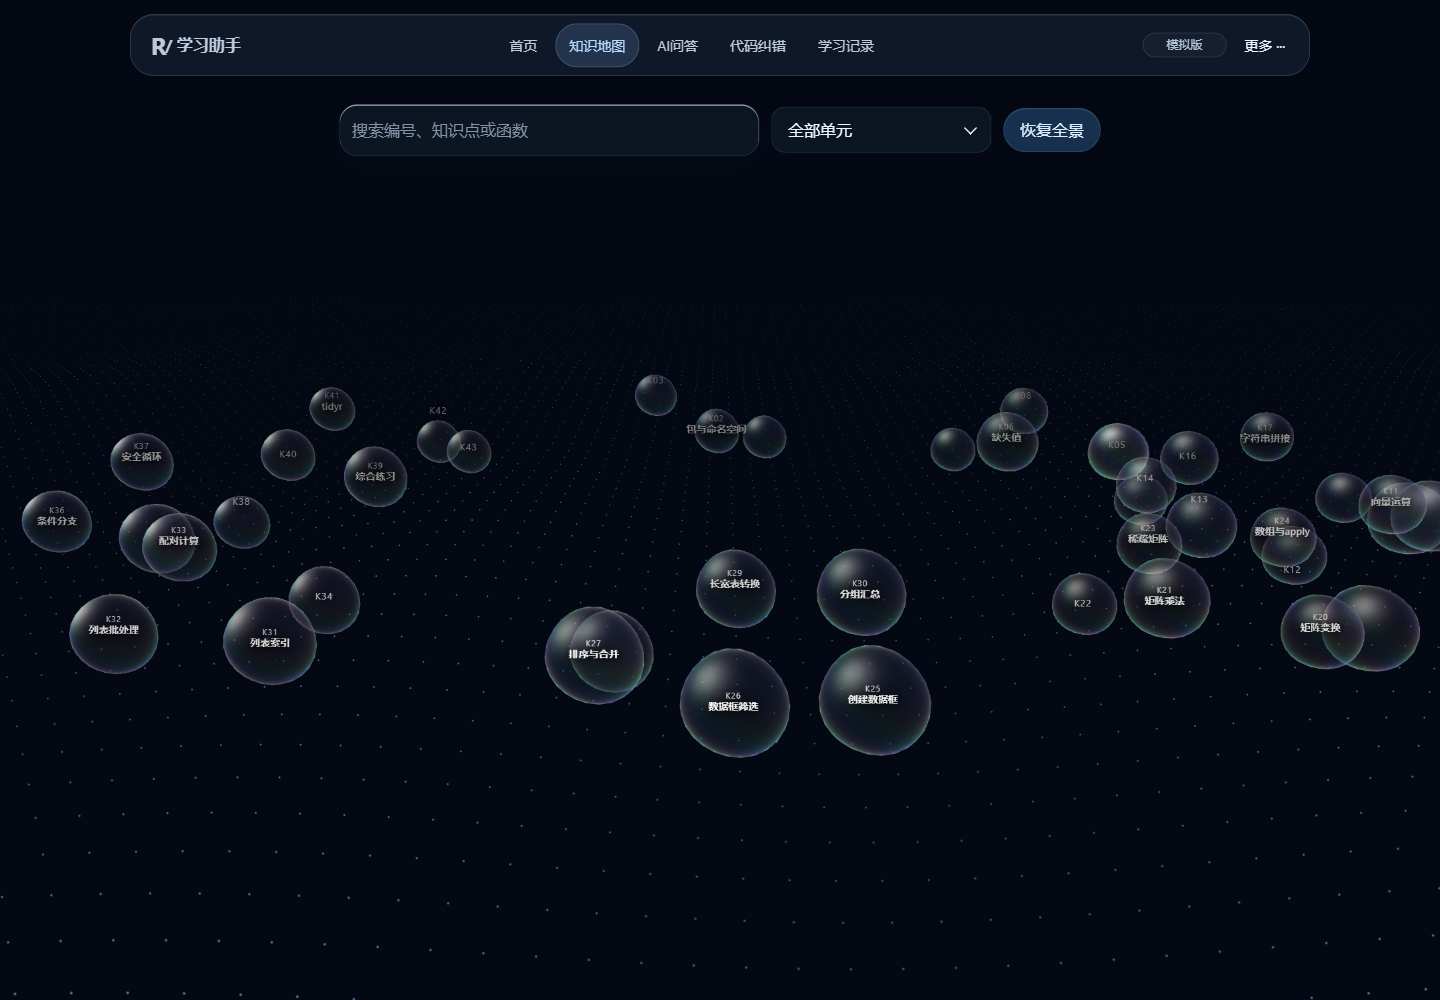 R/ 学习助手
首页
知识地图
AI问答
代码纠错
学习记录
模拟版
更多 ···
搜索编号、知识点或函数
全部单元
恢复全景
K03
K41
tidyr
K08
K42
K02
包与命名空间
K06
缺失值
K17
字符串拼接
K37
安全循环
K40
K43
K05
K16
K39
综合练习
K14
K11
向量运算
K38
K13
K36
条件分支
K33
配对计算
K23
稀疏矩阵
K24
数组与apply
K12
K29
长宽表转换
K30
分组汇总
K34
K22
K21
矩阵乘法
K32
列表批处理
K31
列表索引
K20
矩阵变换
K27
排序与合并
K26
数据框筛选
K25
创建数据框